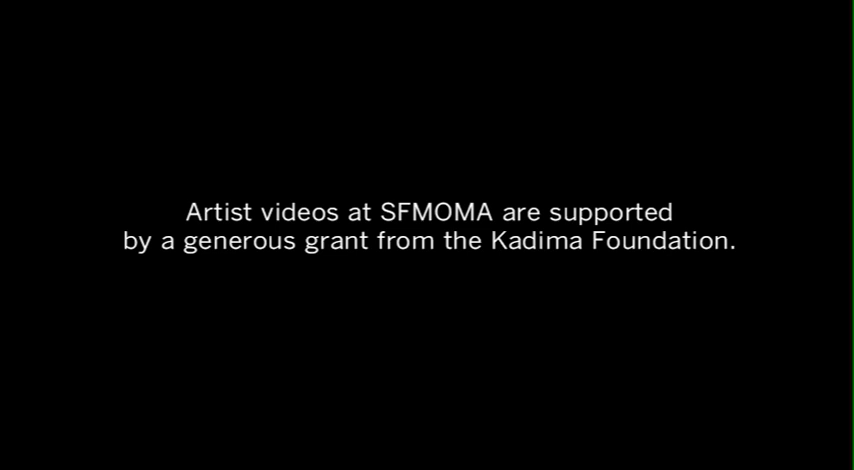 Artist videos at SFMOMA are supported
by a generous grant from the Kadima Foundation.